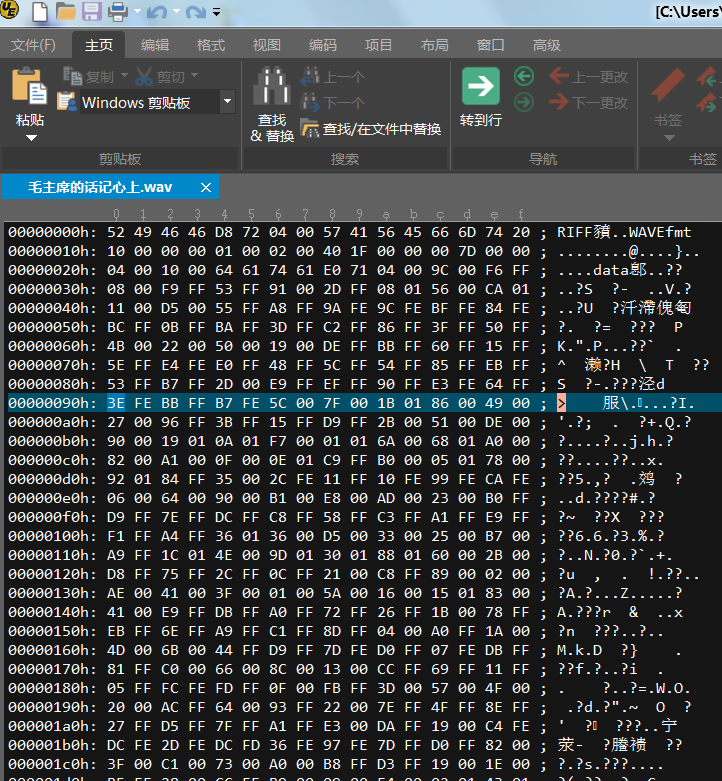 [C:\Users\
文件(F) 主页 编辑 格式 视图 编码 项目 布局 窗口 高级
粘贴 复制 剪切 Windows 剪贴板
剪贴板
查找 & 替换 上一个 下一个 查找/在文件中替换
搜索
转到行 上一更改 下一更改
导航
书签
书签
毛主席的话记心上.wav
0 1 2 3 4 5 6 7 8 9 a b c d e f
00000000h: 52 49 46 46 D8 72 04 00 57 41 56 45 66 6D 74 20 ; RIFF豶..WAVEfmt
00000010h: 10 00 00 00 01 00 02 00 40 1F 00 00 00 7D 00 00 ; ........@....}..
00000020h: 04 00 10 00 64 61 74 61 E0 71 04 00 9C 00 F6 FF ; ....data鄎..??
00000030h: 08 00 F9 FF 53 FF 91 00 2D FF 08 01 56 00 CA 01 ; ..?S ?- ..V.?
00000040h: 11 00 D5 00 55 FF A8 FF 9A FE 9C FE BF FE 84 FE ; ..?U
00000050h: BC FF 0B FF BA FF 3D FF C2 FF 86 FF 3F FF 50 FF ; ?. ?= ??? P
00000060h: 4B 00 22 00 50 00 19 00 DE FF BB FF 60 FF 15 FF ; K.".P...??` .
00000070h: 5E FF E4 FE E0 FF 48 FF 5C FF 54 FF 85 FF EB FF ; ^ 濒?H \ T ??
00000080h: 53 FF B7 FF 2D 00 E9 FF EF FF 90 FF E3 FE 64 FF ; S ?-.???泾d
00000090h: 3E FE BB FF B7 FE 5C 00 7F 00 1B 01 86 00 49 00 ; > 服\....?I.
000000a0h: 27 00 96 FF 3B FF 15 FF D9 FF 2B 00 51 00 DE 00 ; '.?; . ?+.Q.?
000000b0h: 90 00 19 01 0A 01 F7 00 01 01 6A 00 68 01 A0 00 ; ?....?..j.h.?
000000c0h: 82 00 A1 00 0F 00 0E 01 C9 FF B0 00 05 01 78 00 ; ??....??..x.
000000d0h: 92 01 84 FF 35 00 2C FE 11 FF 10 FE 99 FE CA FE ; ??5.,? .鸩 ?
000000e0h: 06 00 64 00 90 00 B1 00 E8 00 AD 00 23 00 B0 FF ; ..d.????#.?
000000f0h: D9 FF 7E FF DC FF C8 FF 58 FF C3 FF A1 FF E9 FF ; ?~ ??X ???
00000100h: F1 FF A4 FF 36 01 36 00 D5 00 33 00 25 00 B7 00 ; ??6.6.?3.%.?
00000110h: A9 FF 1C 01 4E 00 9D 01 30 01 88 01 60 00 2B 00 ; ?..N.?0.?`.+.
00000120h: D8 FF 75 FF 2C FF 0C FF 21 00 C8 FF 89 00 02 00 ; ?u , . !.??..
00000130h: AE 00 41 00 3F 00 01 00 5A 00 16 00 15 01 83 00 ; ?A.?...Z.....?
00000140h: 41 00 E9 FF DB FF A0 FF 72 FF 26 FF 1B 00 78 FF ; A.???r & ..x
00000150h: EB FF 6E FF A9 FF C1 FF 8D FF 04 00 A0 FF 1A 00 ; ?n ???..?..
00000160h: 4D 00 6B 00 44 FF D9 FF 7D FE D0 FF 07 FE DB FF ; M.k.D ?} .
00000170h: 81 FF C0 00 66 00 8C 00 13 00 CC FF 69 FF 11 FF ; ??f.?..?i .
00000180h: 05 FF FC FE FD FF 0F 00 FB FF 3D 00 57 00 4F 00 ; . ?..?=.W.O.
00000190h: 20 00 AC FF 64 00 93 FF 22 00 7E FF 4F FF 8E FF ; .?d.?".~ O ?
000001a0h: 27 FF D5 FF 7F FF A1 FF E3 00 DA FF 19 00 C4 FE ; ' ? ???..宁
000001b0h: DC FE 2D FE DC FD 36 FE 97 FE 7D FF D0 FF 82 00
000001c0h: 3F 00 C1 00 73 00 A0 00 B8 FF D3 FF 19 00 1E 00 ; ?.?s.???....